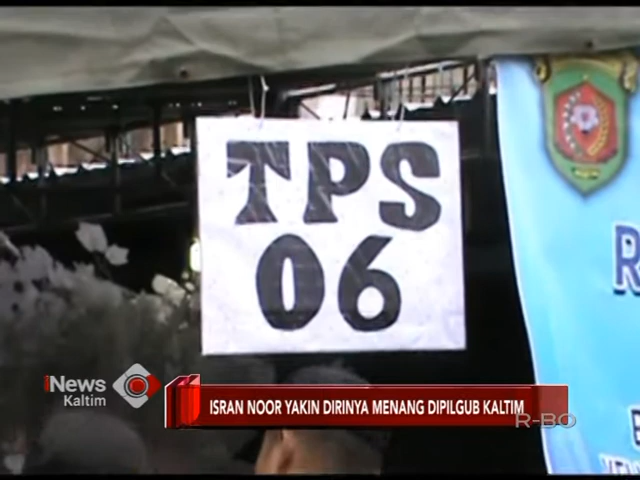 TPS
06
R
iNews
Kaltim
ISRAN NOOR YAKIN DIRINYA MENANG DIPILGUB KALTIM
R-BO